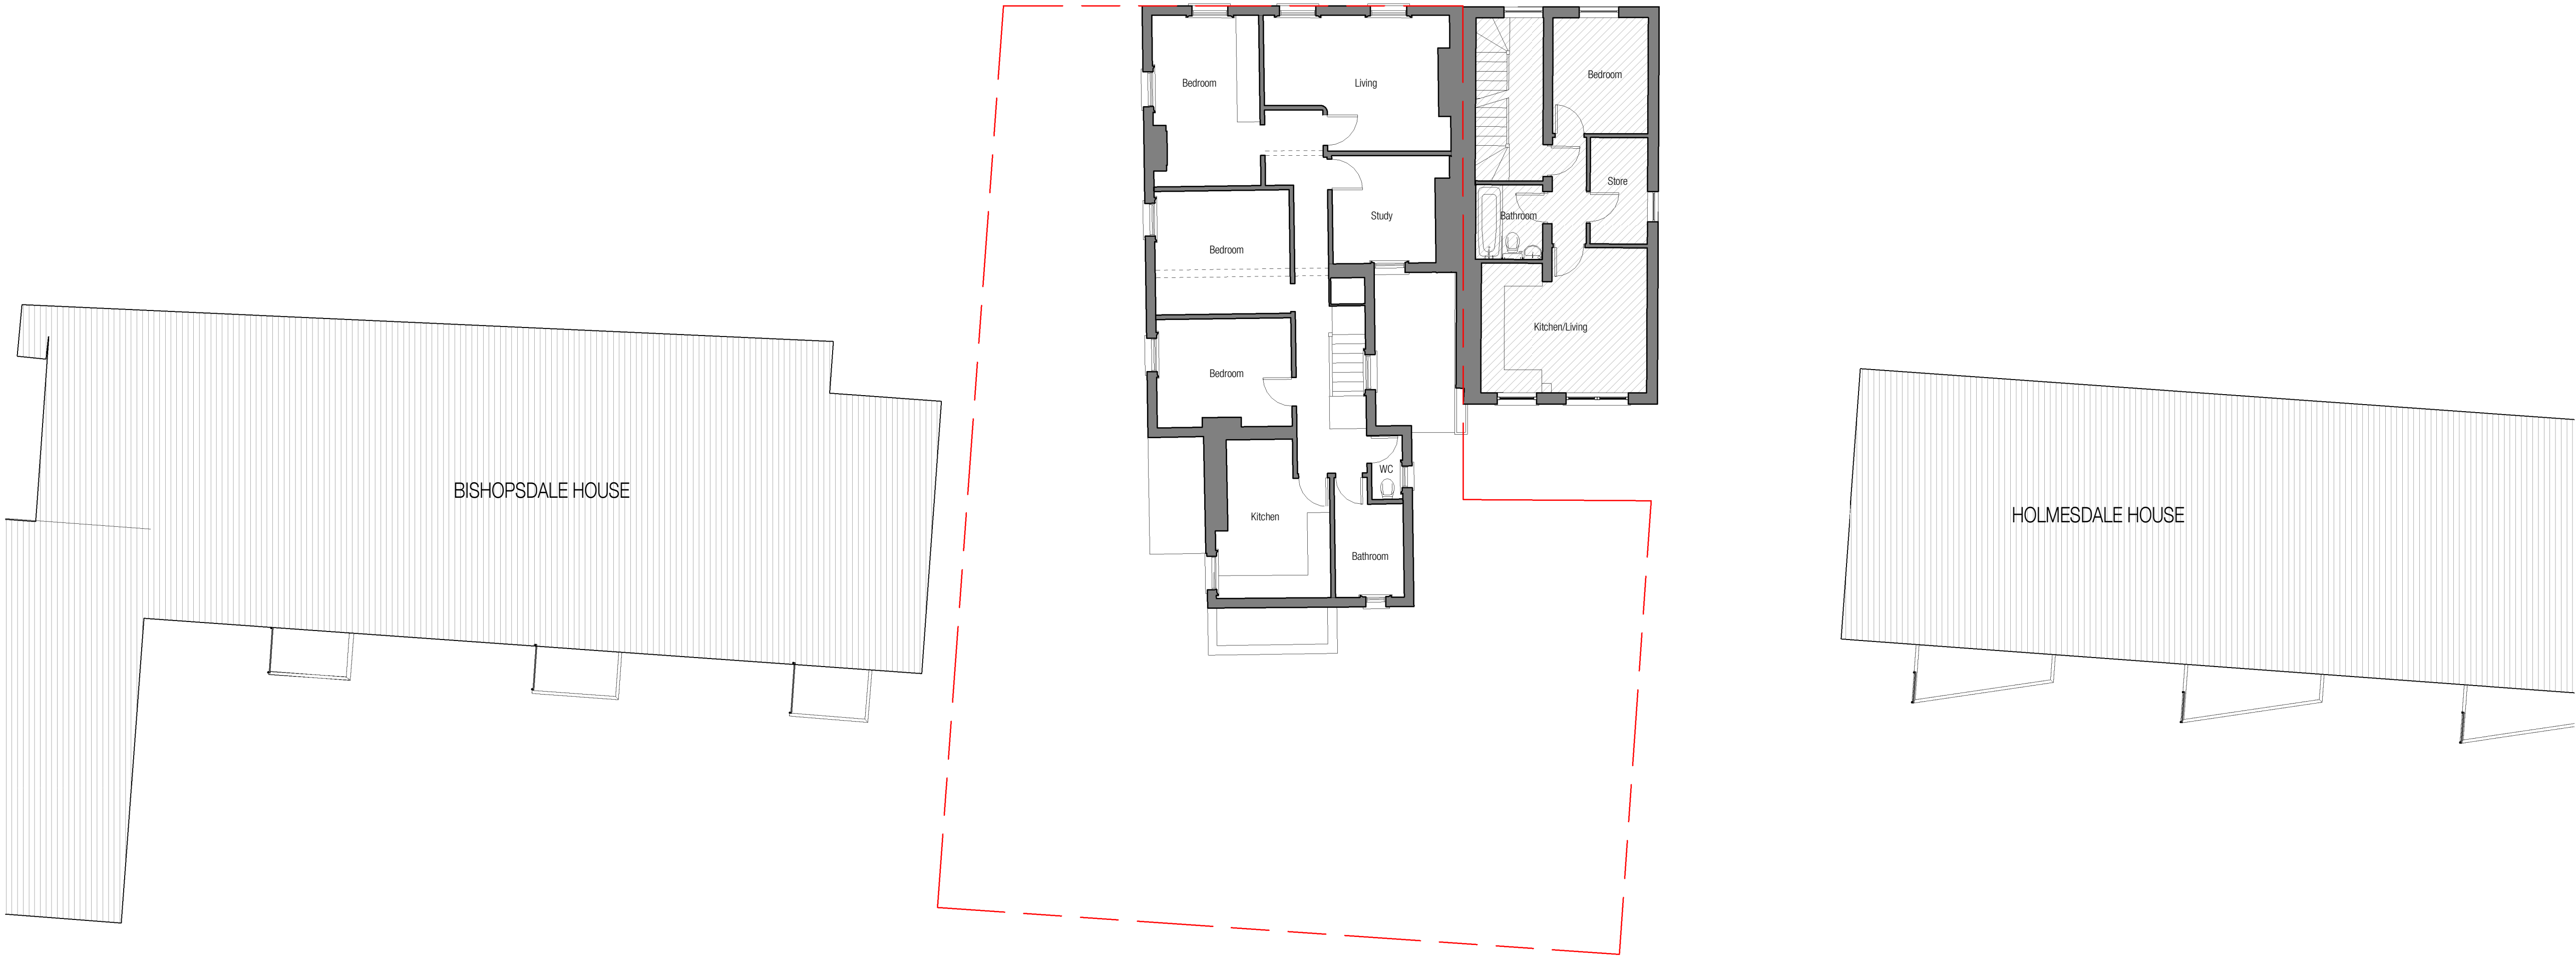 Bedroom
Living
Bedroom
Store
Study
Bathroom
Bedroom
Kitchen/Living
Bedroom
WC
BISHOPSDALE HOUSE
Kitchen
HOLMESDALE HOUSE
Bathroom